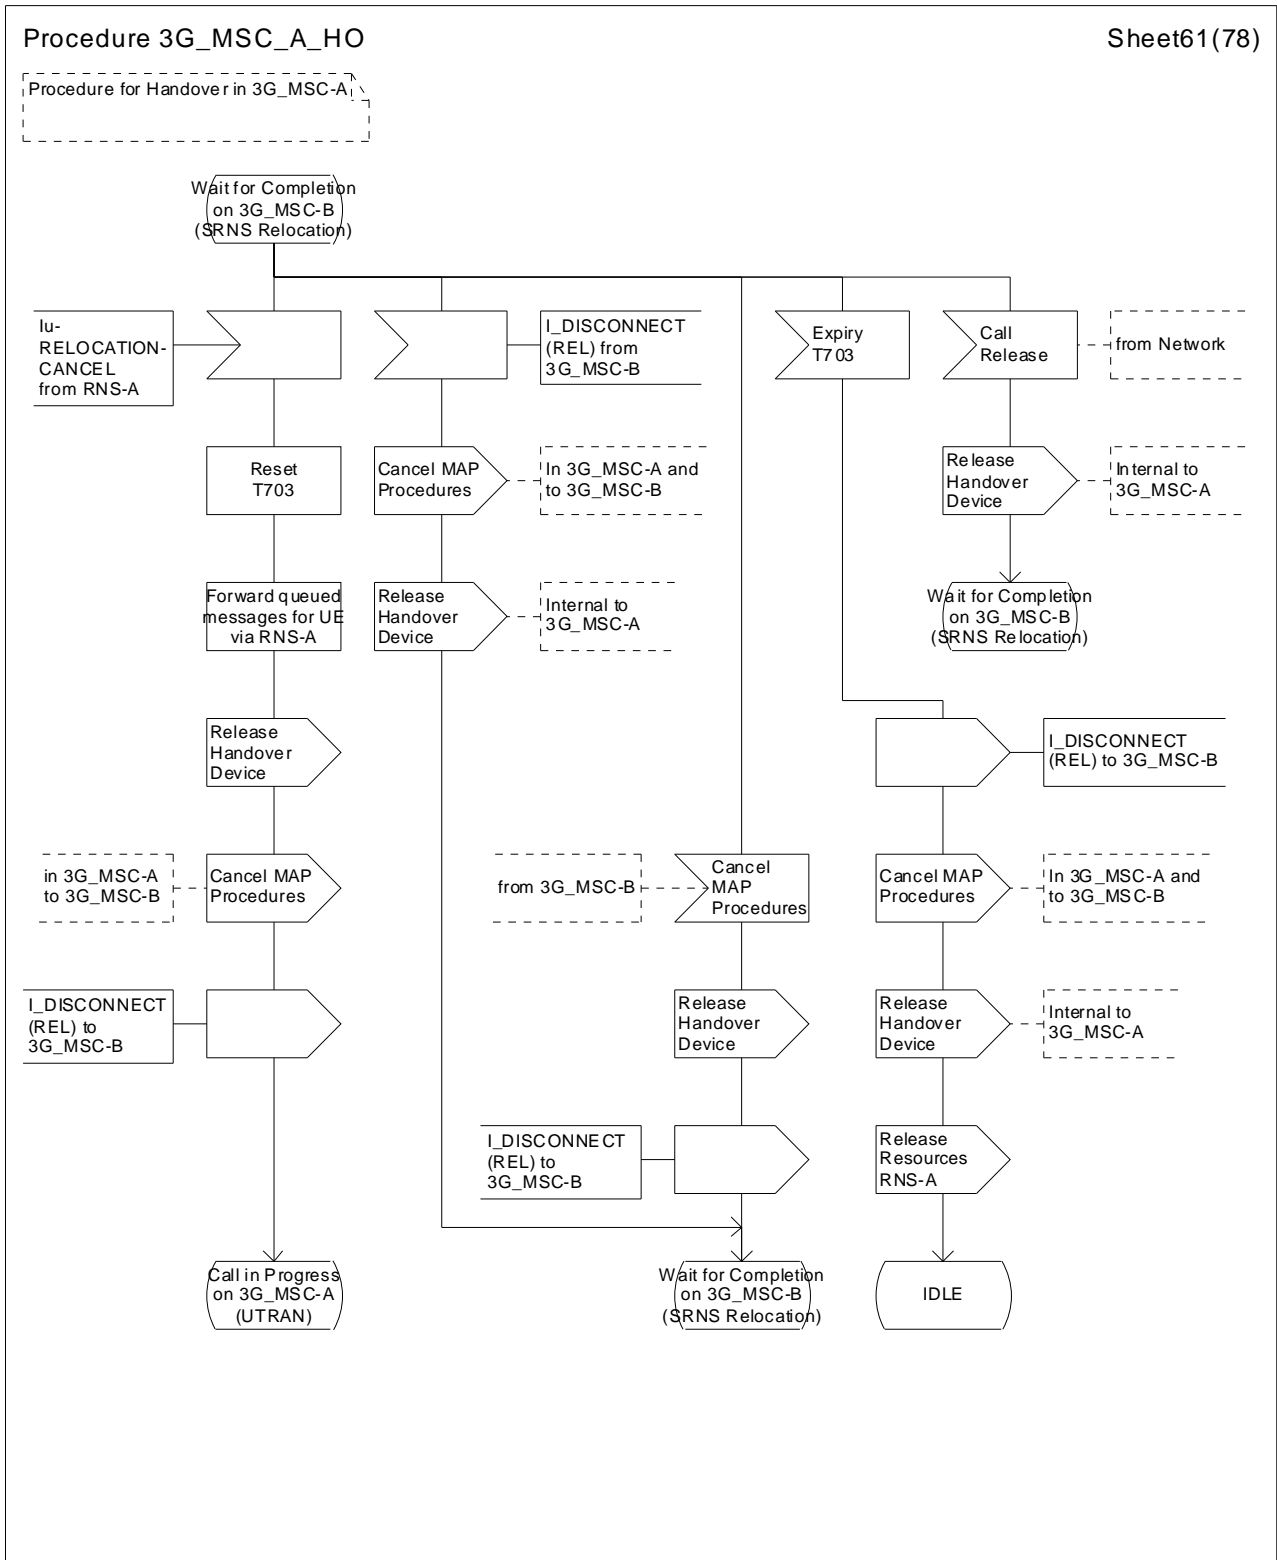 Procedure 3G_MSC_A_HO
Sheet61(78)
Procedure for Handover in 3G_MSC-A
Wait for Completion
on 3G_MSC-B
(SRNS Relocation)
Iu-
RELOCATION-
CANCEL
from RNS-A
I_DISCONNECT
(REL) from
3G_MSC-B
Expiry
T703
Call
Release
from Network
Reset
T703
Cancel MAP
Procedures
In 3G_MSC-A and
to 3G_MSC-B
Release
Handover
Device
Internal to
3G_MSC-A
Forward queued
messages for UE
via RNS-A
Release
Handover
Device
Internal to
3G_MSC-A
Wait for Completion
on 3G_MSC-B
(SRNS Relocation)
Release
Handover
Device
I_DISCONNECT
(REL) to 3G_MSC-B
in 3G_MSC-A
to 3G_MSC-B
Cancel MAP
Procedures
from 3G_MSC-B
Cancel
MAP
Procedures
Cancel MAP
Procedures
In 3G_MSC-A and
to 3G_MSC-B
I_DISCONNECT
(REL) to
3G_MSC-B
Release
Handover
Device
Release
Handover
Device
Internal to
3G_MSC-A
I_DISCONNECT
(REL) to
3G_MSC-B
Release
Resources
RNS-A
Call in Progress
on 3G_MSC-A
(UTRAN)
Wait for Completion
on 3G_MSC-B
(SRNS Relocation)
IDLE